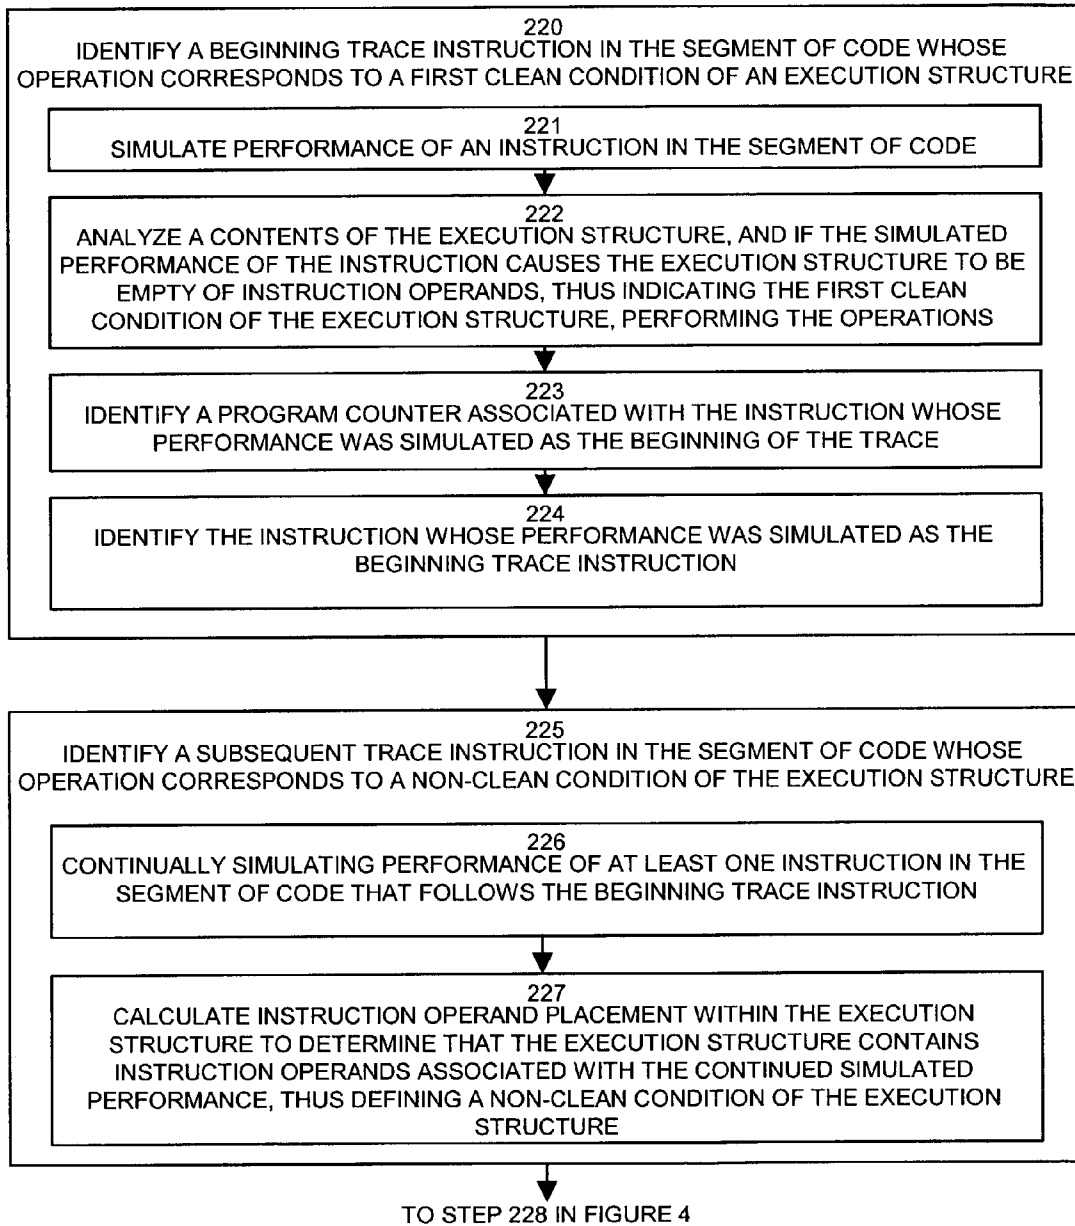 220
IDENTIFY A BEGINNING TRACE INSTRUCTION IN THE SEGMENT OF CODE WHOSE
OPERATION CORRESPONDS TO A FIRST CLEAN CONDITION OF AN EXECUTION STRUCTURE
221
SIMULATE PERFORMANCE OF AN INSTRUCTION IN THE SEGMENT OF CODE
222
ANALYZE A CONTENTS OF THE EXECUTION STRUCTURE, AND IF THE SIMULATED
PERFORMANCE OF THE INSTRUCTION CAUSES THE EXECUTION STRUCTURE TO BE
EMPTY OF INSTRUCTION OPERANDS, THUS INDICATING THE FIRST CLEAN
CONDITION OF THE EXECUTION STRUCTURE, PERFORMING THE OPERATIONS
223
IDENTIFY A PROGRAM COUNTER ASSOCIATED WITH THE INSTRUCTION WHOSE
PERFORMANCE WAS SIMULATED AS THE BEGINNING OF THE TRACE
224
IDENTIFY THE INSTRUCTION WHOSE PERFORMANCE WAS SIMULATED AS THE
BEGINNING TRACE INSTRUCTION
225
IDENTIFY A SUBSEQUENT TRACE INSTRUCTION IN THE SEGMENT OF CODE WHOSE
OPERATION CORRESPONDS TO A NON-CLEAN CONDITION OF THE EXECUTION STRUCTURE
226
CONTINUALLY SIMULATING PERFORMANCE OF AT LEAST ONE INSTRUCTION IN THE
SEGMENT OF CODE THAT FOLLOWS THE BEGINNING TRACE INSTRUCTION
227
CALCULATE INSTRUCTION OPERAND PLACEMENT WITHIN THE EXECUTION
STRUCTURE TO DETERMINE THAT THE EXECUTION STRUCTURE CONTAINS
INSTRUCTION OPERANDS ASSOCIATED WITH THE CONTINUED SIMULATED
PERFORMANCE, THUS DEFINING A NON-CLEAN CONDITION OF THE EXECUTION
STRUCTURE
TO STEP 228 IN FIGURE 4